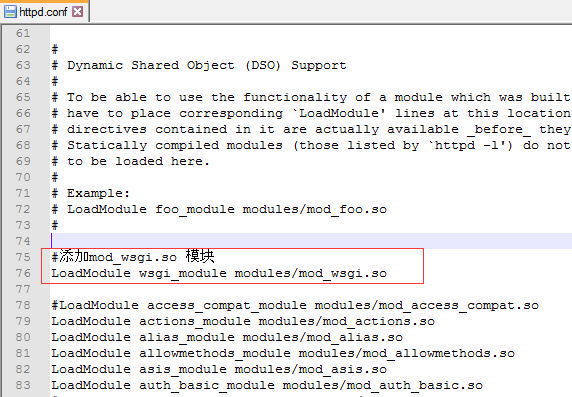 httpd.conf
61
62 #
63 # Dynamic Shared Object (DSO) Support
64 #
65 # To be able to use the functionality of a module which was built
66 # have to place corresponding `LoadModule' lines at this location
67 # directives contained in it are actually available _before_ they
68 # Statically compiled modules (those listed by `httpd -l') do not
69 # to be loaded here.
70 #
71 # Example:
72 # LoadModule foo_module modules/mod_foo.so
73 #
74
75 #添加mod_wsgi.so 模块
76 LoadModule wsgi_module modules/mod_wsgi.so
77
78 #LoadModule access_compat_module modules/mod_access_compat.so
79 LoadModule actions_module modules/mod_actions.so
80 LoadModule alias_module modules/mod_alias.so
81 LoadModule allowmethods_module modules/mod_allowmethods.so
82 LoadModule asis_module modules/mod_asis.so
83 LoadModule auth_basic_module modules/mod_auth_basic.so